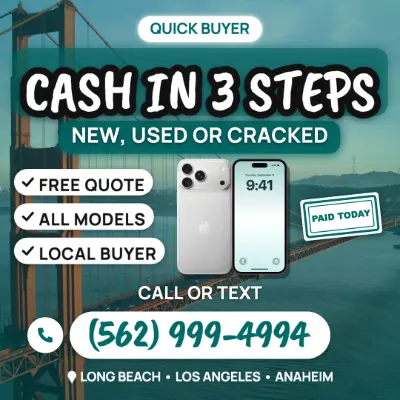 QUICK BUYER
CASH IN 3 STEPS
NEW, USED OR CRACKED
FREE QUOTE
ALL MODELS
LOCAL BUYER
9:41
PAID TODAY
CALL OR TEXT
(562) 999-4994
LONG BEACH • LOS ANGELES • ANAHEIM